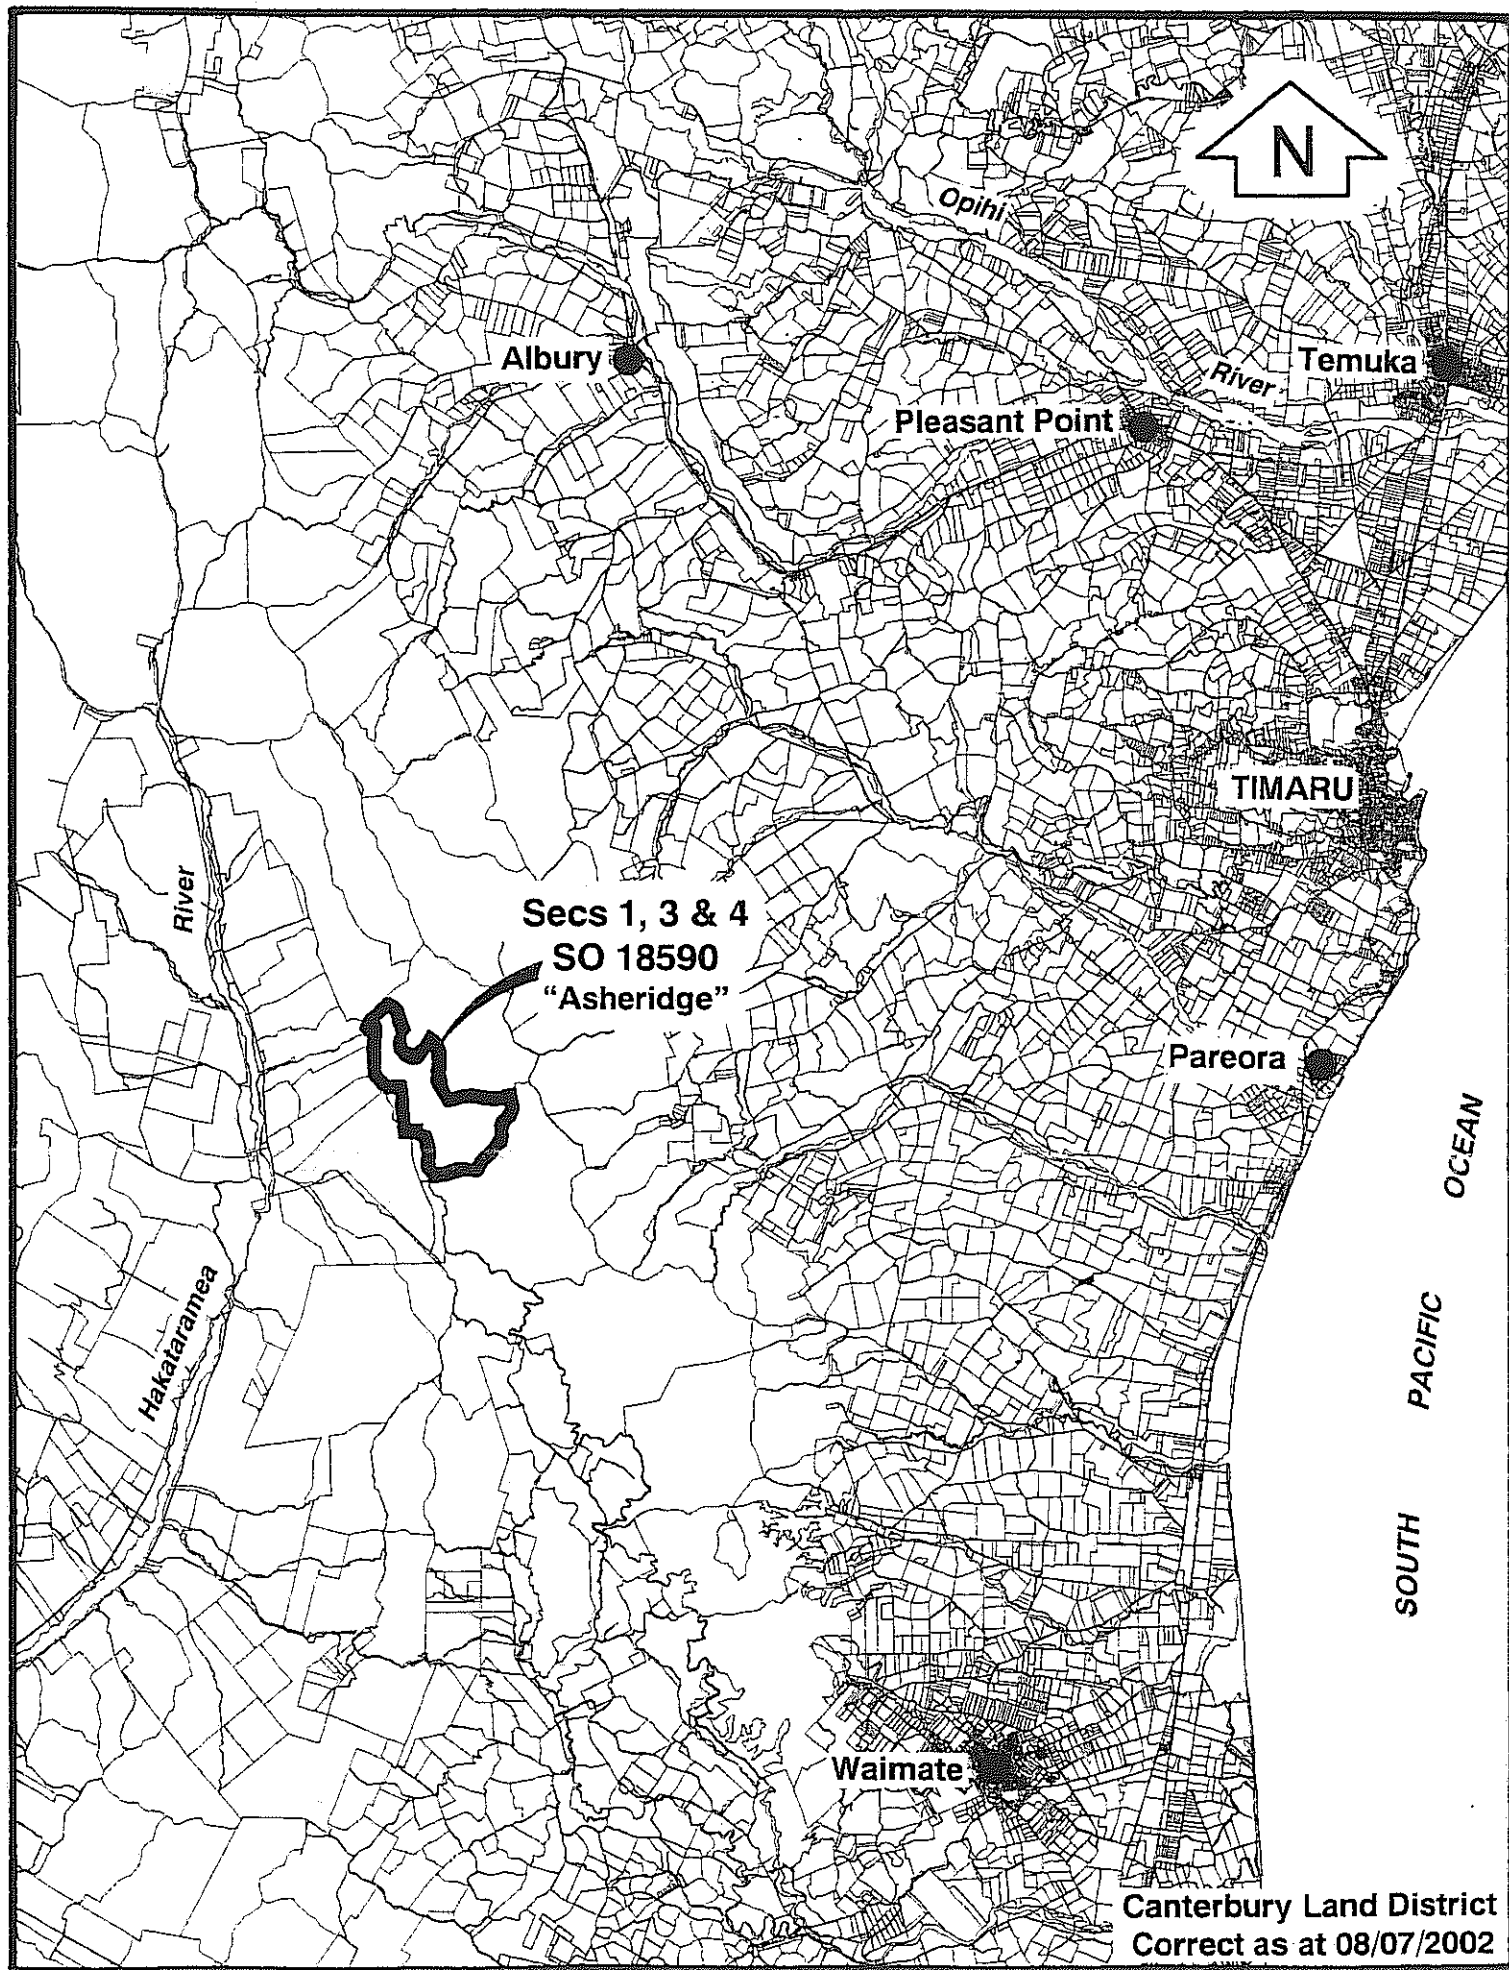 N
Opihi
River
Albury
Temuka
Pleasant Point
TIMARU
River
Secs 1, 3 & 4
SO 18590
“Asheridge”
Pareora
Hakataramea
SOUTH PACIFIC OCEAN
Waimate
Canterbury Land District
Correct as at 08/07/2002